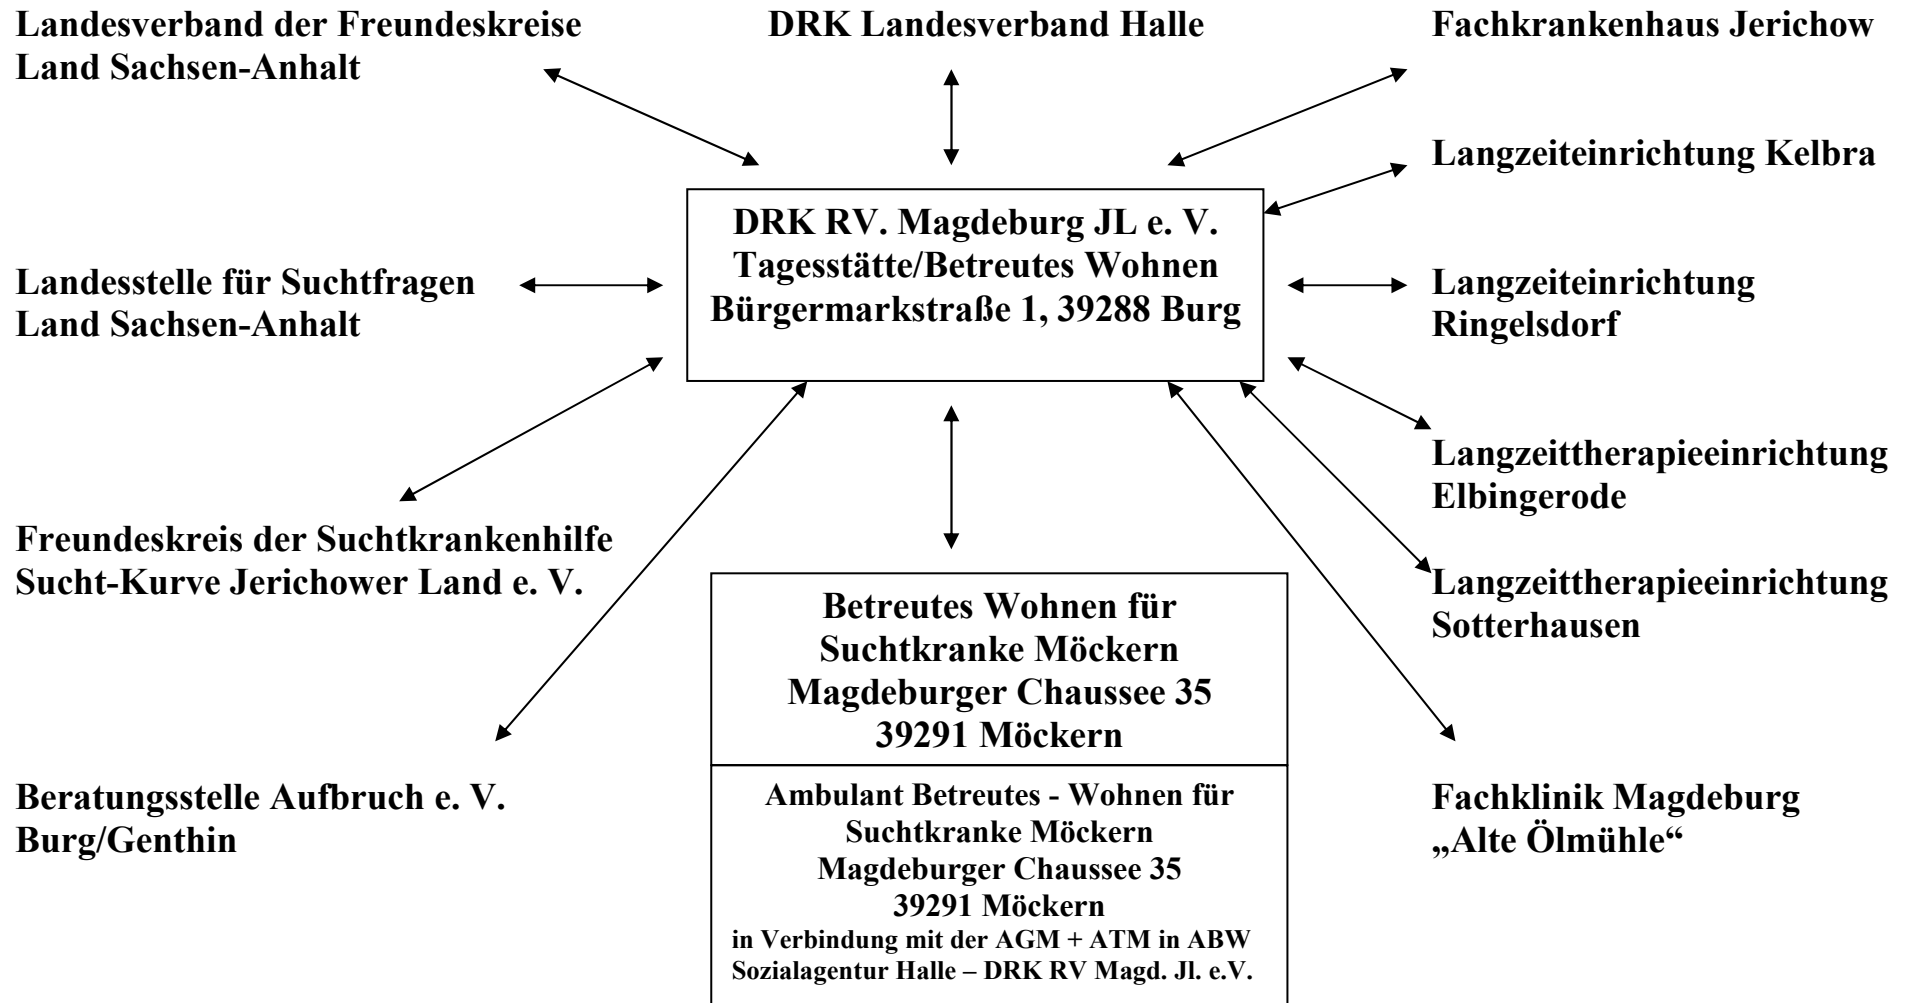 Landesverband der Freundeskreise
Land Sachsen-Anhalt
DRK Landesverband Halle
Fachkrankenhaus Jerichow
Langzeiteinrichtung Kelbra
DRK RV. Magdeburg JL e. V.
Tagesstätte/Betreutes Wohnen
Bürgermarkstraße 1, 39288 Burg
Landesstelle für Suchtfragen
Land Sachsen-Anhalt
Langzeiteinrichtung
Ringelsdorf
Langzeittherapieeinrichtung
Elbingerode
Freundeskreis der Suchtkrankenhilfe
Sucht-Kurve Jerichower Land e. V.
Langzeittherapieeinrichtung
Sotterhausen
Betreutes Wohnen für
Suchtkranke Möckern
Magdeburger Chaussee 35
39291 Möckern
Beratungsstelle Aufbruch e. V.
Burg/Genthin
Ambulant Betreutes - Wohnen für
Suchtkranke Möckern
Magdeburger Chaussee 35
39291 Möckern
in Verbindung mit der AGM + ATM in ABW
Sozialagentur Halle – DRK RV Magd. Jl. e.V.
Fachklinik Magdeburg
„Alte Ölmühle“